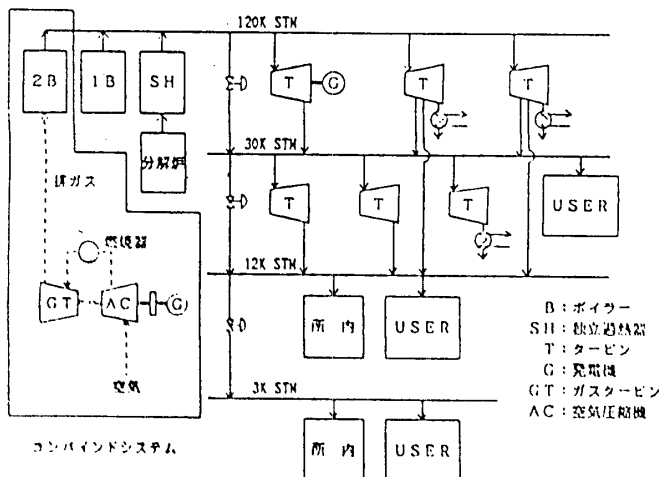 120K STM
2B
1B
SH
T
G
T
T
分解炉
30K STM
排ガス
T
T
T
USER
燃焼器
GT
AC
G
12K STM
所内
USER
空気
3K STM
所内
USER
コンバインドシステム
B：ボイラー
SH：独立過熱器
T：タービン
G：発電機
GT：ガスタービン
AC：空気圧縮機